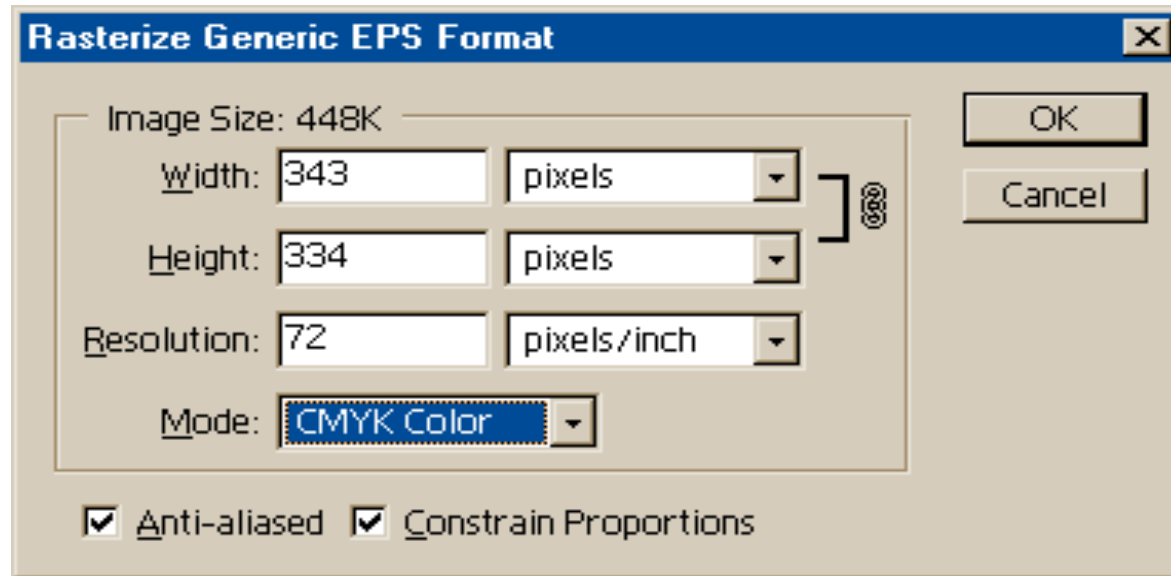 Rasterize Generic EPS Format
Image Size: 448K
OK
Width: 343 pixels
Cancel
Height: 334 pixels
Resolution: 72 pixels/inch
Mode: CMYK Color
Anti-aliased Constrain Proportions